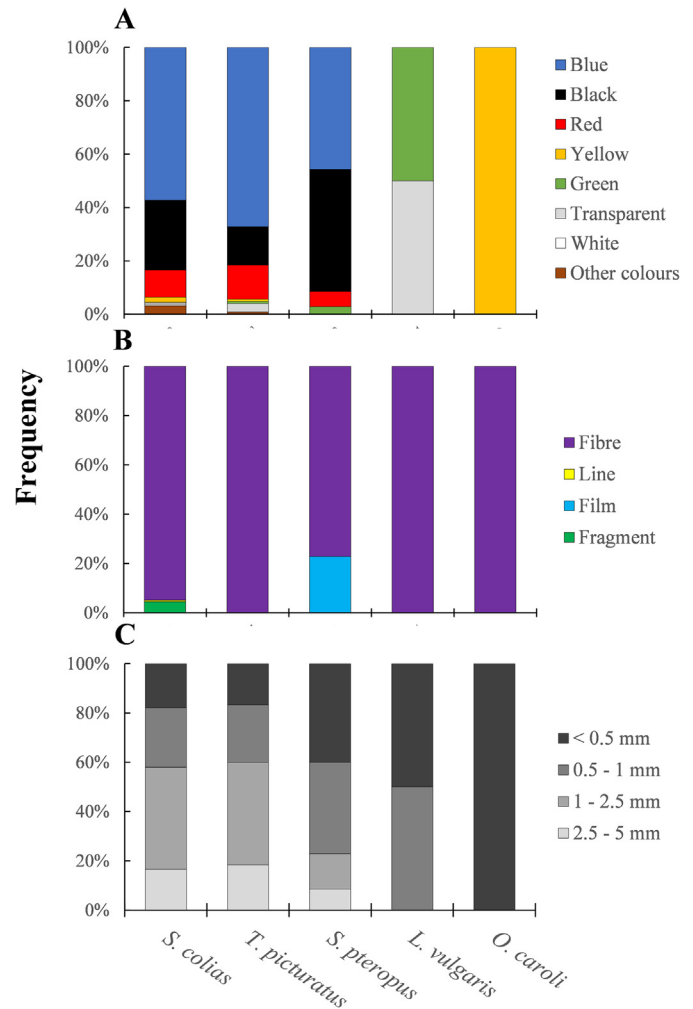 A
100%
80%
60%
40%
20%
0%
Blue
Black
Red
Yellow
Green
Transparent
White
Other colours
B
100%
80%
60%
40%
20%
0%
Fibre
Line
Film
Fragment
Frequency
C
100%
80%
60%
40%
20%
0%
< 0.5 mm
0.5 - 1 mm
1 - 2.5 mm
2.5 - 5 mm
S. colias
T. picturatus
S. pteropus
L. vulgaris
O. caroli